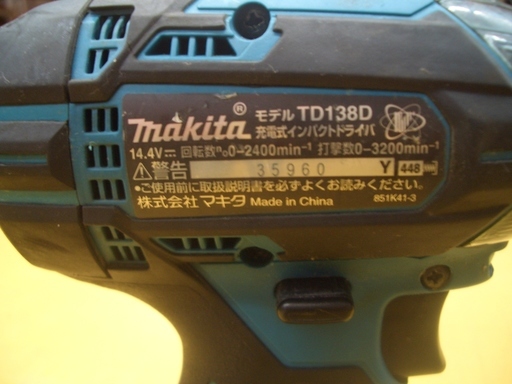 makita® モデル TD138D
充電式インパクトドライバ
14.4V⎓ 回転数n₀0-2400min⁻¹ 打撃数0-3200min⁻¹
⚠警告 35960 Y 448
•ご使用前に取扱説明書を必ずよくお読みください。
株式会社 マキタ Made in China 851K41-3